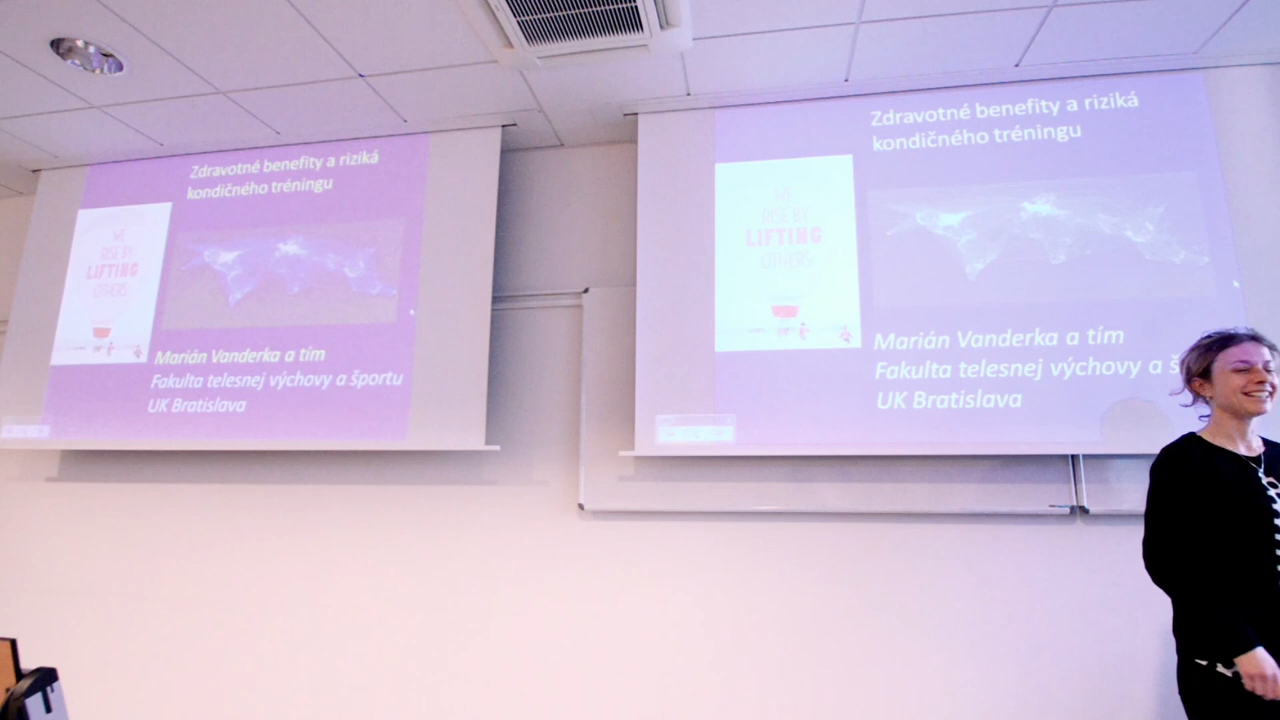 Zdravotné benefity a riziká
kondičného tréningu
WE
RISE BY
LIFTING
OTHERS
Marián Vanderka a tím
Fakulta telesnej výchovy a športu
UK Bratislava
Zdravotné benefity a riziká
kondičného tréningu
WE
RISE BY
LIFTING
OTHERS
Marián Vanderka a tím
Fakulta telesnej výchovy a š
UK Bratislava